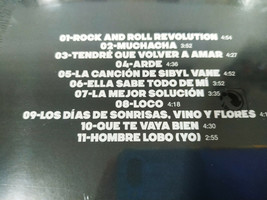 01-ROCK AND ROLL REVOLUTION 4:54
02-MUCHACHA 3:52
03-TENDRÉ QUE VOLVER A AMAR 4:27
04-ARDE 4:36
05-LA CANCIÓN DE SIBYL VANE 4:52
06-ELLA SABE TODO DE MÍ 4:52
07-LA MEJOR SOLUCIÓN 3:35
08-LOCO 4:18
09-LOS DÍAS DE SONRISAS, VINO Y FLORES
10-QUE TE VAYA BIEN 4:30
11-HOMBRE LOBO (YO) 2:55